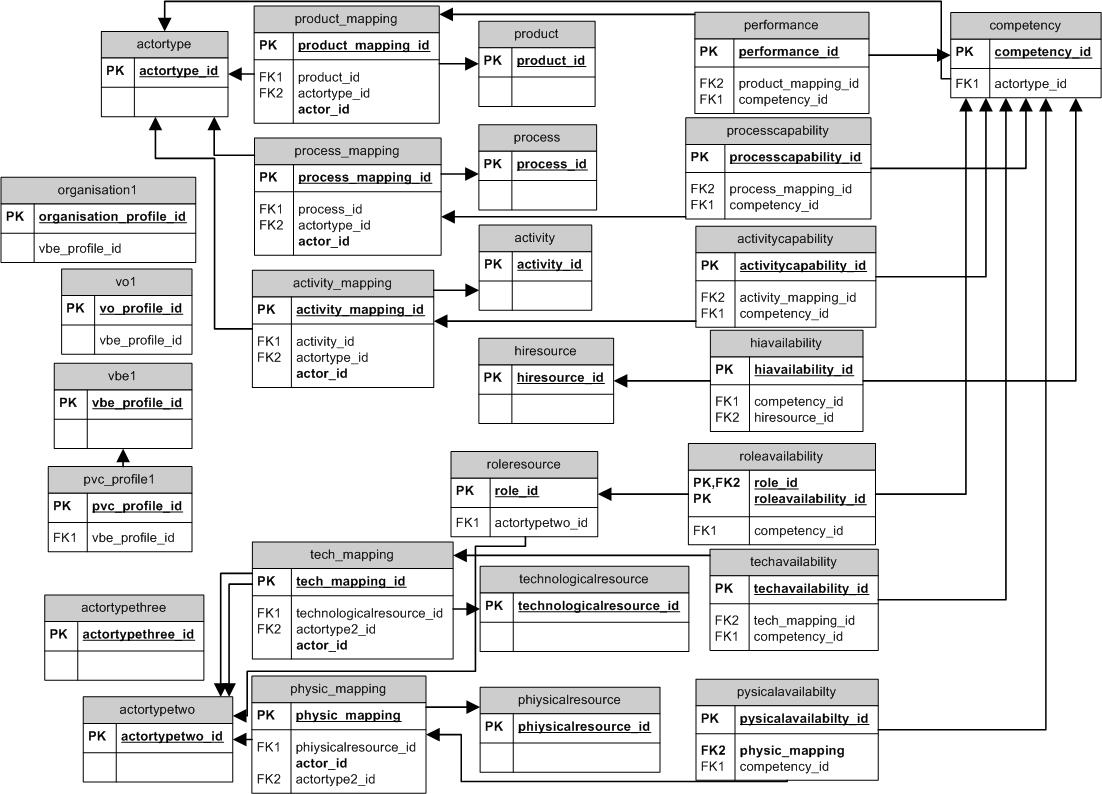 product_mapping
PK product_mapping_id
FK1 product_id
FK2 actortype_id
actor_id
actortype
PK actortype_id
product
PK product_id
performance
PK performance_id
FK2 product_mapping_id
FK1 competency_id
competency
PK competency_id
FK1 actortype_id
process_mapping
PK process_mapping_id
FK1 process_id
FK2 actortype_id
actor_id
process
PK process_id
processcapability
PK processcapability_id
FK2 process_mapping_id
FK1 competency_id
organisation1
PK organisation_profile_id
vbe_profile_id
activity
PK activity_id
activitycapability
PK activitycapability_id
FK2 activity_mapping_id
FK1 competency_id
vo1
PK vo_profile_id
vbe_profile_id
activity_mapping
PK activity_mapping_id
FK1 activity_id
FK2 actortype_id
actor_id
hiresource
PK hiresource_id
hiavailability
PK hiavailability_id
FK1 competency_id
FK2 hiresource_id
vbe1
PK vbe_profile_id
pvc_profile1
PK pvc_profile_id
FK1 vbe_profile_id
roleresource
PK role_id
FK1 actortypetwo_id
roleavailability
PK,FK2 role_id
PK roleavailability_id
FK1 competency_id
tech_mapping
PK tech_mapping_id
FK1 technologicalresource_id
FK2 actortype2_id
actor_id
technologicalresource
PK technologicalresource_id
techavailability
PK techavailability_id
FK2 tech_mapping_id
FK1 competency_id
actortypethree
PK actortypethree_id
actortypetwo
PK actortypetwo_id
physic_mapping
PK physic_mapping
FK1 phiysicalresource_id
actor_id
FK2 actortype2_id
phiysicalresource
PK phiysicalresource_id
pysicalavailabilty
PK pysicalavailabilty_id
FK2 physic_mapping
FK1 competency_id